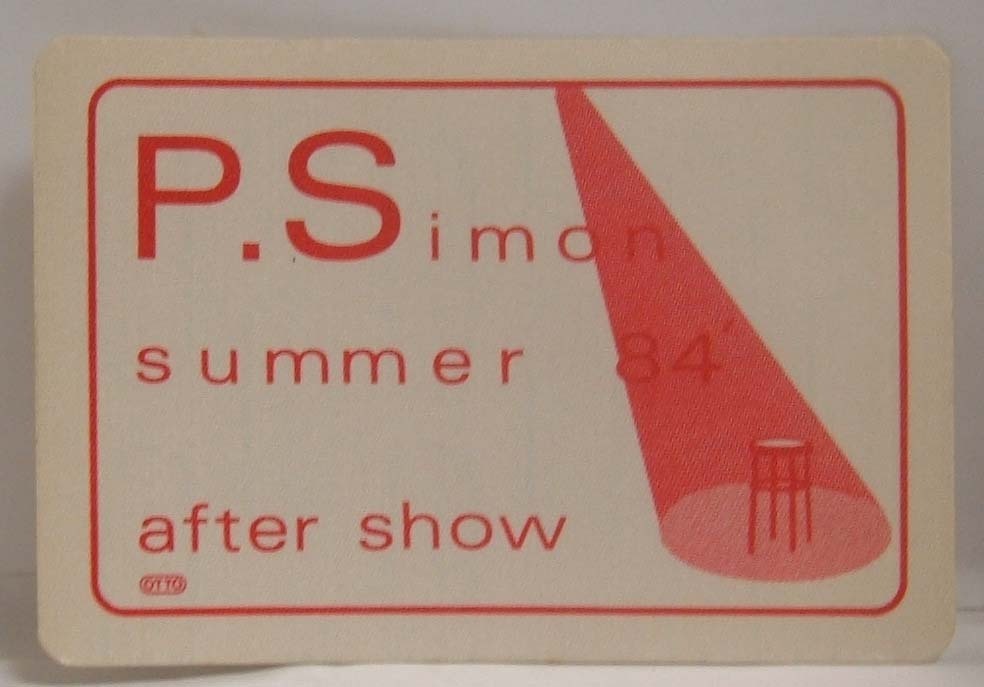 P.Simon
summer 84'
after show
OTTO